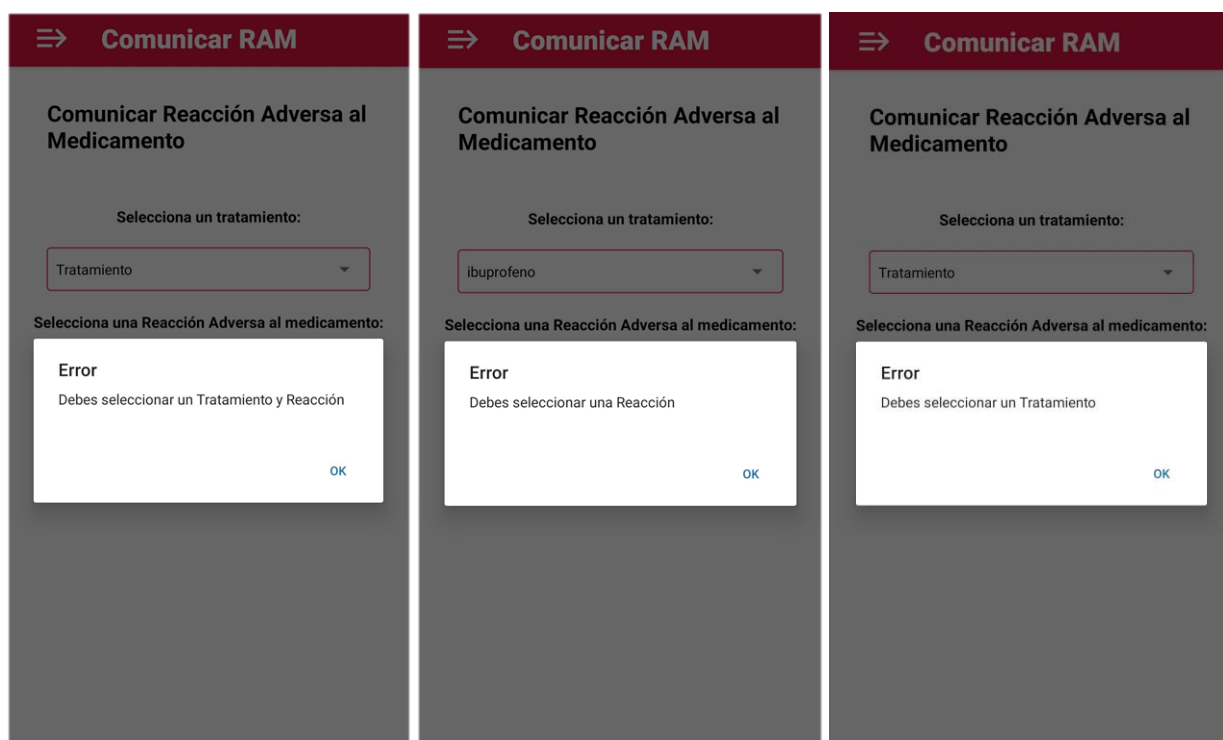 Comunicar RAM
Comunicar Reacción Adversa al
Medicamento
Selecciona un tratamiento:
Tratamiento
Selecciona una Reacción Adversa al medicamento:
Error
Debes seleccionar un Tratamiento y Reacción
OK
Comunicar RAM
Comunicar Reacción Adversa al
Medicamento
Selecciona un tratamiento:
ibuprofeno
Selecciona una Reacción Adversa al medicamento:
Error
Debes seleccionar una Reacción
OK
Comunicar RAM
Comunicar Reacción Adversa al
Medicamento
Selecciona un tratamiento:
Tratamiento
Selecciona una Reacción Adversa al medicamento:
Error
Debes seleccionar un Tratamiento
OK